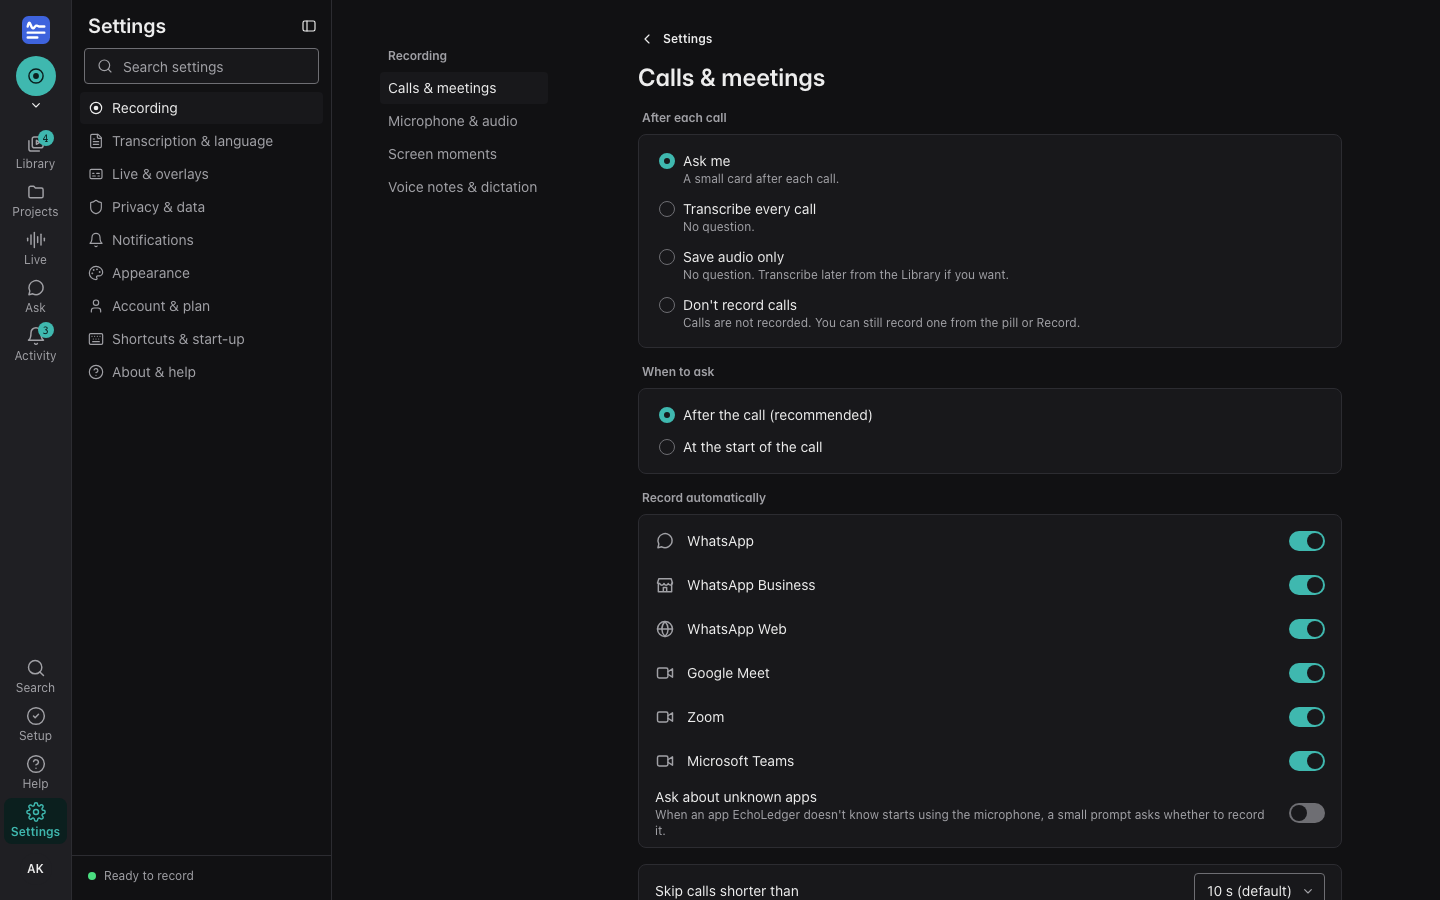 Settings
Search settings
Recording
Transcription & language
Live & overlays
Privacy & data
Notifications
Appearance
Account & plan
Shortcuts & start-up
About & help
Ready to record
4
Library
Projects
Live
Ask
3
Activity
Search
Setup
Help
Settings
AK
Recording
Calls & meetings
Microphone & audio
Screen moments
Voice notes & dictation
Settings
Calls & meetings
After each call
Ask me
A small card after each call.
Transcribe every call
No question.
Save audio only
No question. Transcribe later from the Library if you want.
Don't record calls
Calls are not recorded. You can still record one from the pill or Record.
When to ask
After the call (recommended)
At the start of the call
Record automatically
WhatsApp
WhatsApp Business
WhatsApp Web
Google Meet
Zoom
Microsoft Teams
Ask about unknown apps
When an app EchoLedger doesn't know starts using the microphone, a small prompt asks whether to record
it.
Skip calls shorter than
10 s (default)